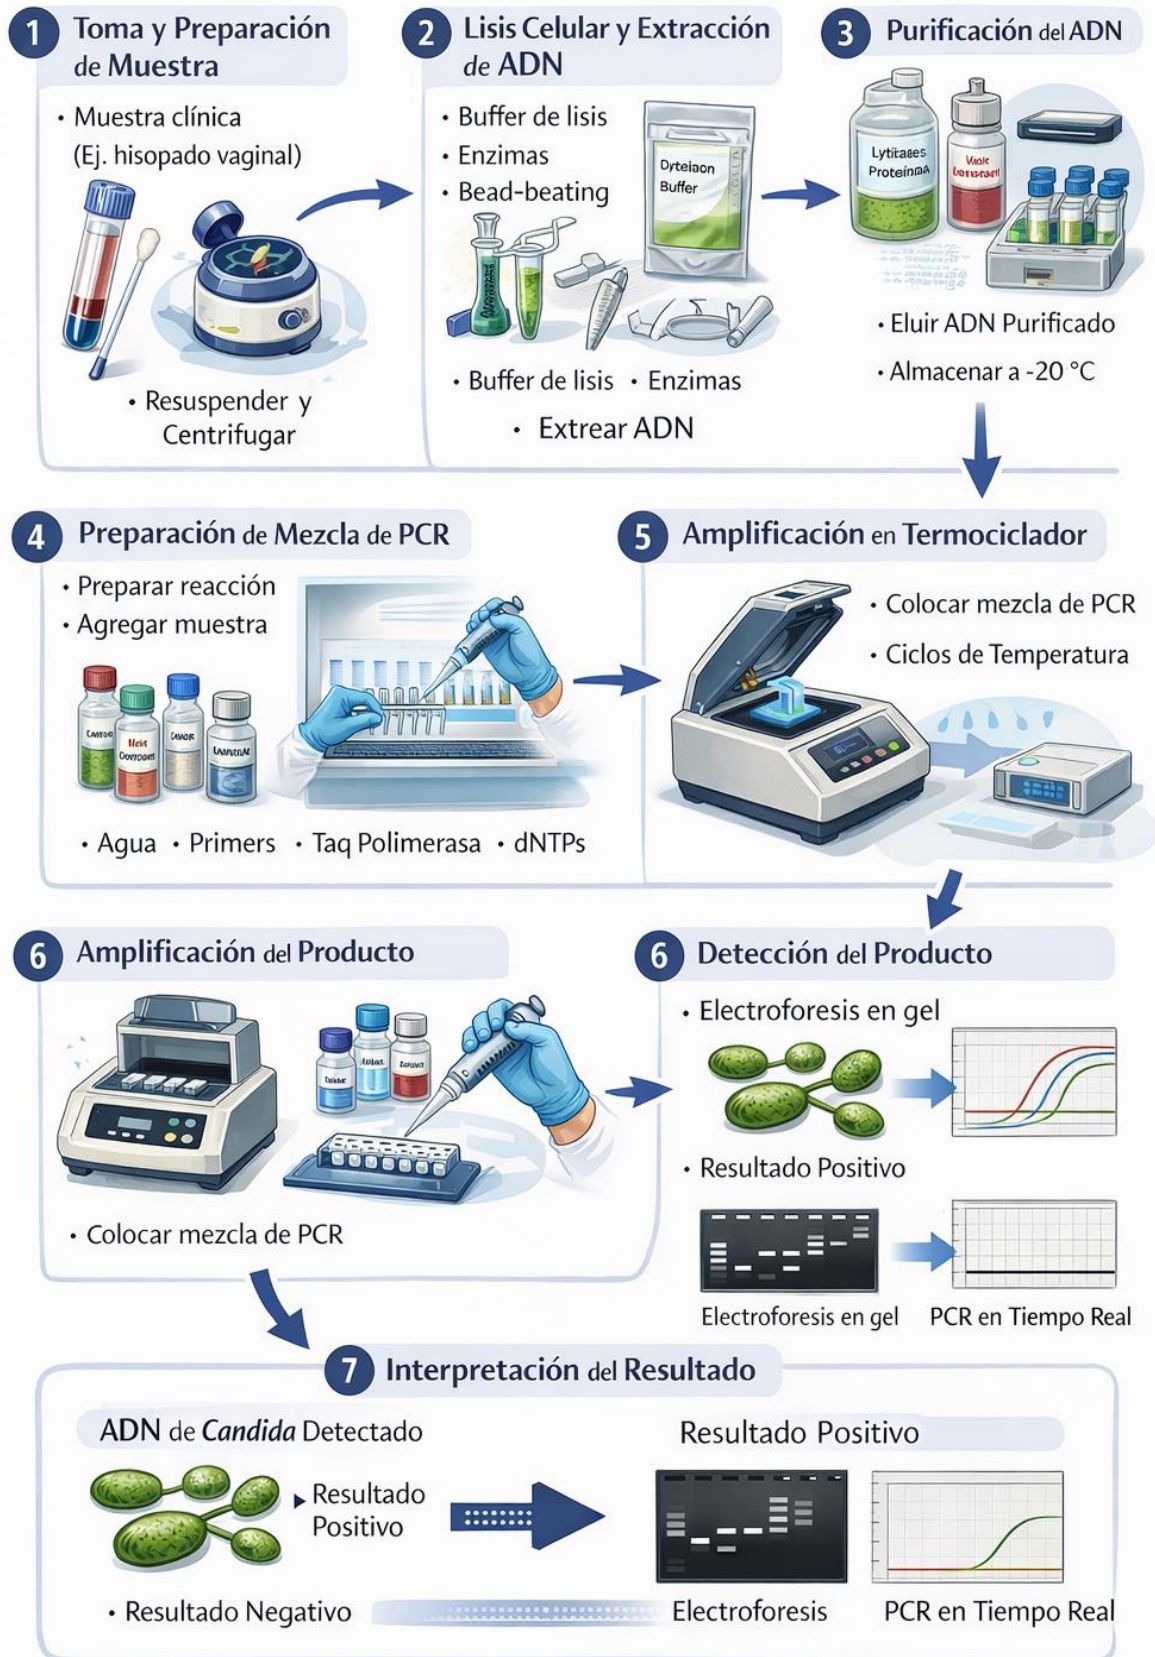 1 Toma y Preparación
de Muestra
• Muestra clínica
(Ej. hisopado vaginal)
• Resuspender y
Centrifugar
2 Lisis Celular y Extracción
de ADN
• Buffer de lisis
• Enzimas
• Bead-beating
Dyteiaon
Buffer
• Buffer de lisis • Enzimas
• Extrear ADN
3 Purificación del ADN
Lytitases
Proteínasa
• Eluir ADN Purificado
• Almacenar a -20 °C
4 Preparación de Mezcla de PCR
• Preparar reacción
• Agregar muestra
• Agua • Primers • Taq Polimerasa • dNTPs
5 Amplificación en Termociclador
• Colocar mezcla de PCR
• Ciclos de Temperatura
6 Amplificación del Producto
• Colocar mezcla de PCR
6 Detección del Producto
• Electroforesis en gel
• Resultado Positivo
Electroforesis en gel
PCR en Tiempo Real
7 Interpretación del Resultado
ADN de Candida Detectado
Resultado
Positivo
• Resultado Negativo
Resultado Positivo
Electroforesis
PCR en Tiempo Real